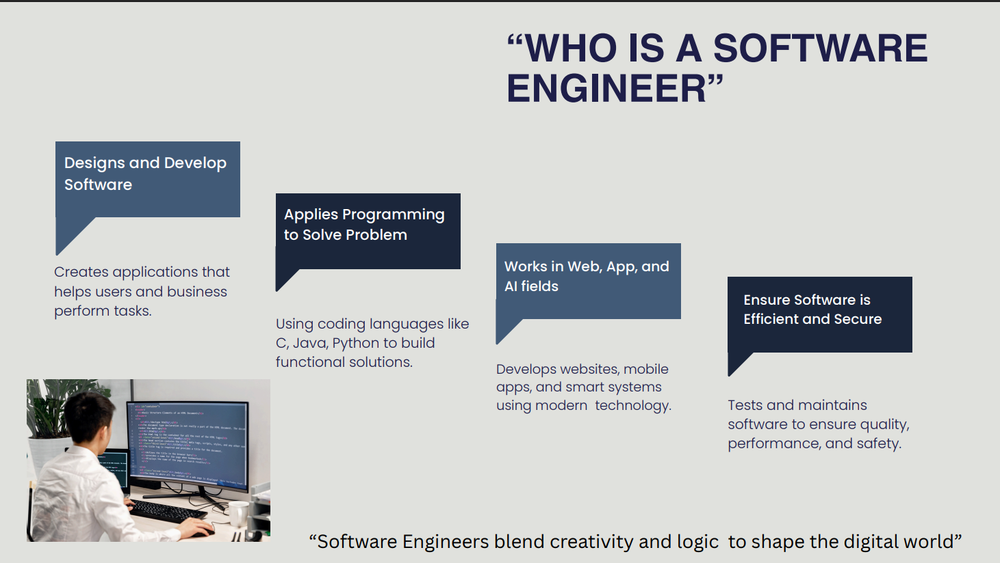 “WHO IS A SOFTWARE
ENGINEER”
Designs and Develop
Software
Creates applications that
helps users and business
perform tasks.
Applies Programming
to Solve Problem
Using coding languages like
C, Java, Python to build
functional solutions.
Works in Web, App, and
AI fields
Develops websites, mobile
apps, and smart systems
using modern  technology.
Ensure Software is
Efficient and Secure
Tests and maintains
software to ensure quality,
performance, and safety.
“Software Engineers blend creativity and logic  to shape the digital world”